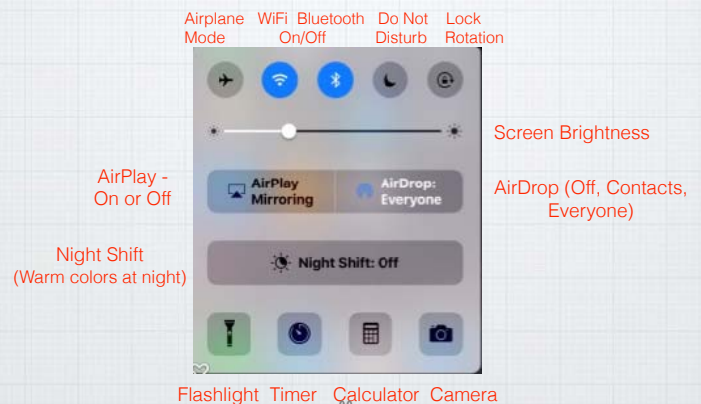 Airplane WiFi Bluetooth Do Not Lock
Mode On/Off Disturb Rotation
Screen Brightness
AirPlay -
On or Off
AirPlay
Mirroring
AirDrop:
Everyone
AirDrop (Off, Contacts,
Everyone)
Night Shift
(Warm colors at night)
Night Shift: Off
Flashlight Timer Calculator Camera